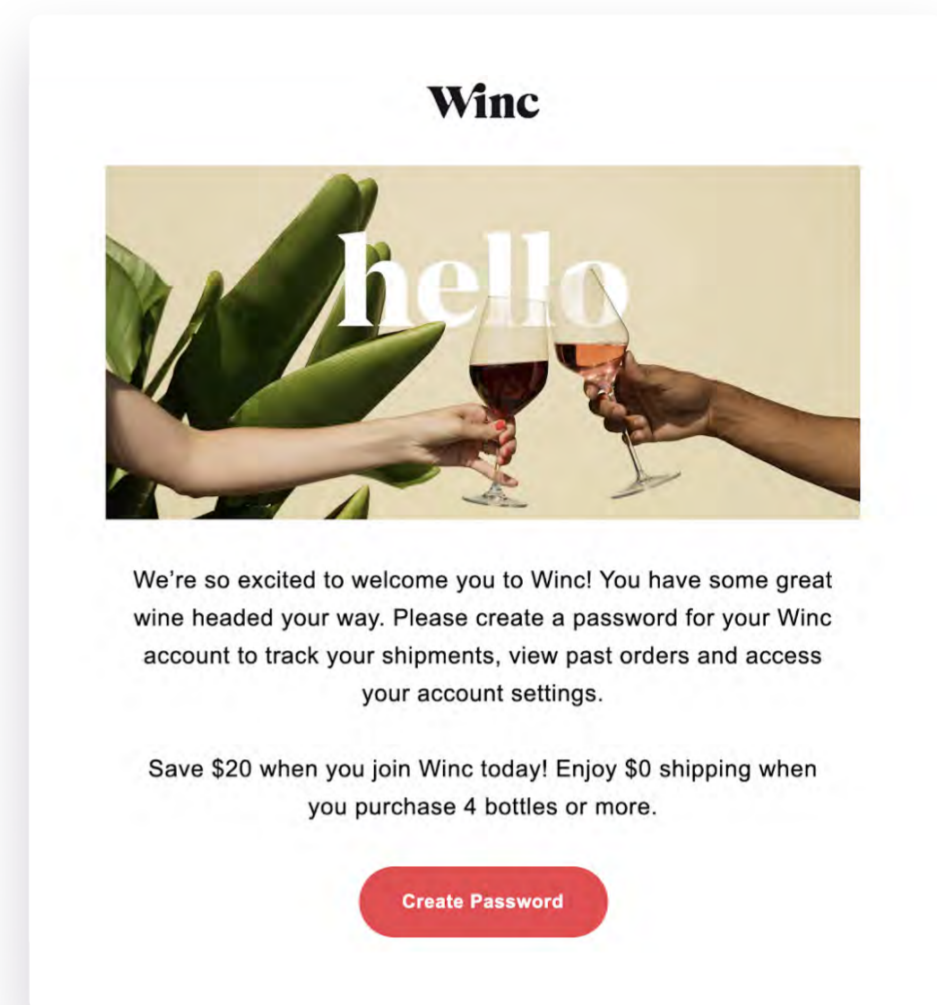 Winc
hello
We're so excited to welcome you to Winc! You have some great
wine headed your way. Please create a password for your Winc
account to track your shipments, view past orders and access
your account settings.
Save $20 when you join Winc today! Enjoy $0 shipping when
you purchase 4 bottles or more.
Create Password